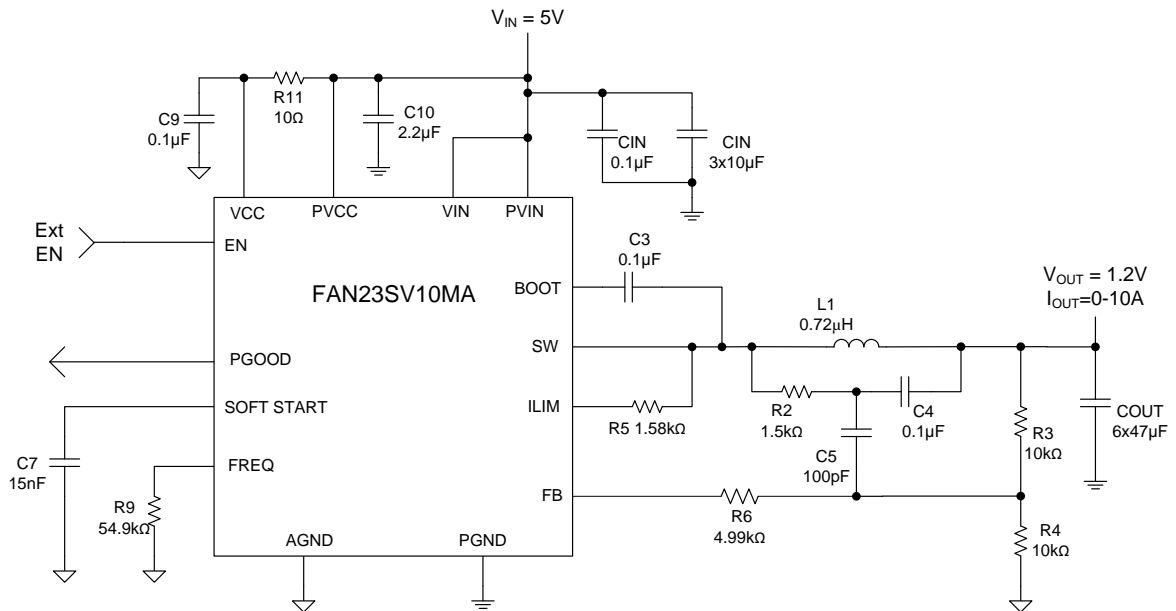 VIN = 5V
R11
10Ω
C9
0.1µF
C10
2.2µF
CIN
0.1µF
CIN
3x10µF
VCC
PVCC
VIN
PVIN
Ext
EN
EN
FAN23SV10MA
C3
0.1µF
BOOT
VOUT = 1.2V
IOUT=0-10A
L1
0.72µH
SW
PGOOD
SOFT START
ILIM
R5 1.58kΩ
R2
1.5kΩ
C4
0.1µF
R3
10kΩ
COUT
6x47µF
C7
15nF
FREQ
C5
100pF
R9
54.9kΩ
FB
R6
4.99kΩ
R4
10kΩ
AGND
PGND